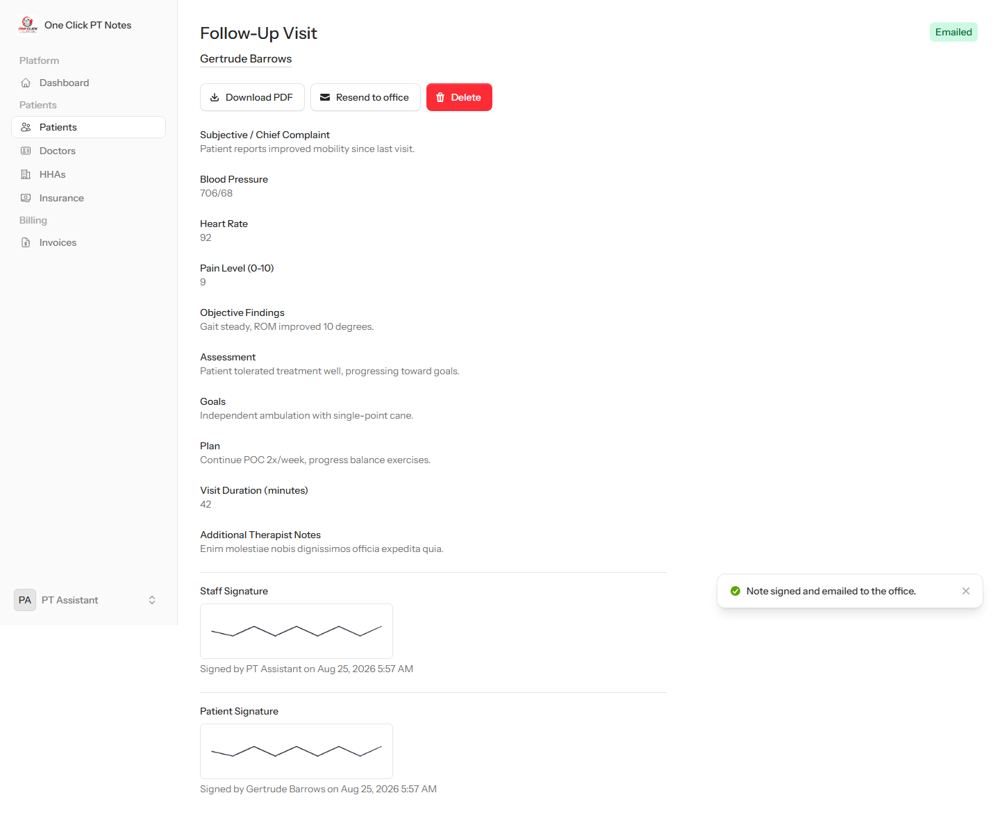 One Click PT Notes
Platform
Dashboard
Patients
Patients
Doctors
HHAs
Insurance
Billing
Invoices
PA
PT Assistant
Follow-Up Visit
Emailed
Gertrude Barrows
Download PDF
Resend to office
Delete
Subjective / Chief Complaint
Patient reports improved mobility since last visit.
Blood Pressure
706/68
Heart Rate
92
Pain Level (0-10)
9
Objective Findings
Gait steady, ROM improved 10 degrees.
Assessment
Patient tolerated treatment well, progressing toward goals.
Goals
Independent ambulation with single-point cane.
Plan
Continue POC 2x/week, progress balance exercises.
Visit Duration (minutes)
42
Additional Therapist Notes
Enim molestiae nobis dignissimos officia expedita quia.
Staff Signature
Signed by PT Assistant on Aug 25, 2026 5:57 AM
Patient Signature
Signed by Gertrude Barrows on Aug 25, 2026 5:57 AM
Note signed and emailed to the office.